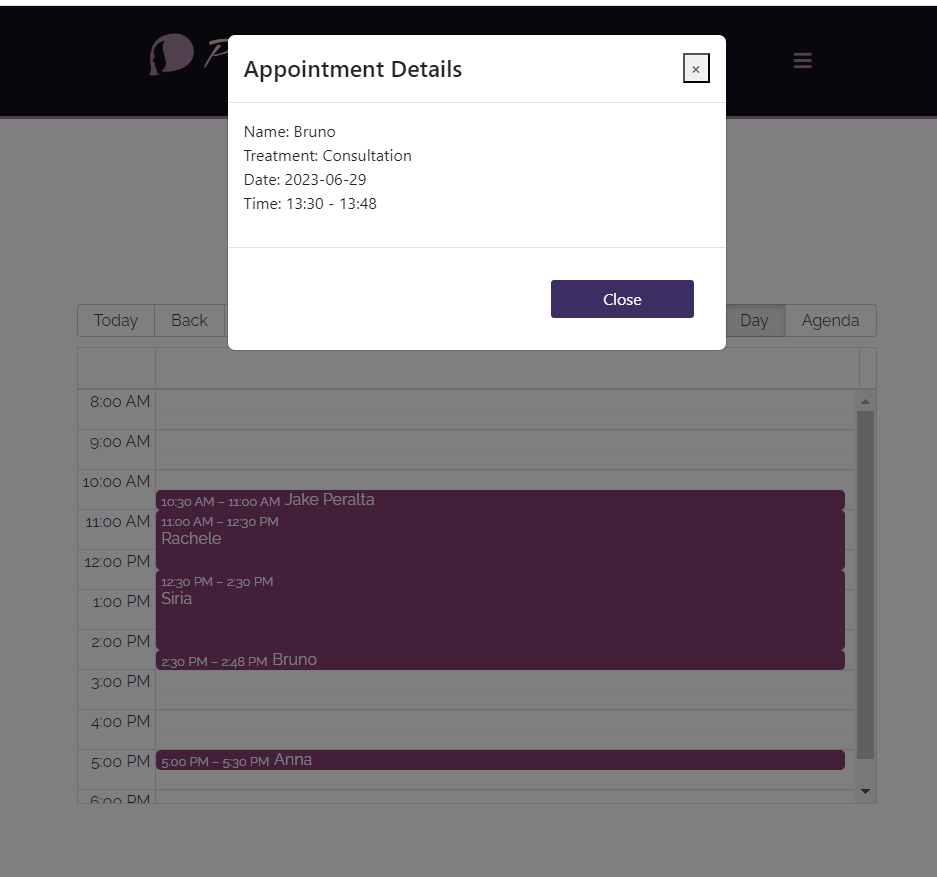 P
Appointment Details
×
Name: Bruno
Treatment: Consultation
Date: 2023-06-29
Time: 13:30 - 13:48
Close
Today Back Day Agenda
8:00 AM
9:00 AM
10:00 AM
10:30 AM – 11:00 AM Jake Peralta
11:00 AM 11:00 AM – 12:30 PM
Rachele
12:00 PM
12:30 PM – 2:30 PM
1:00 PM Siria
2:00 PM
2:30 PM – 2:48 PM Bruno
3:00 PM
4:00 PM
5:00 PM 5:00 PM – 5:30 PM Anna
6:00 PM